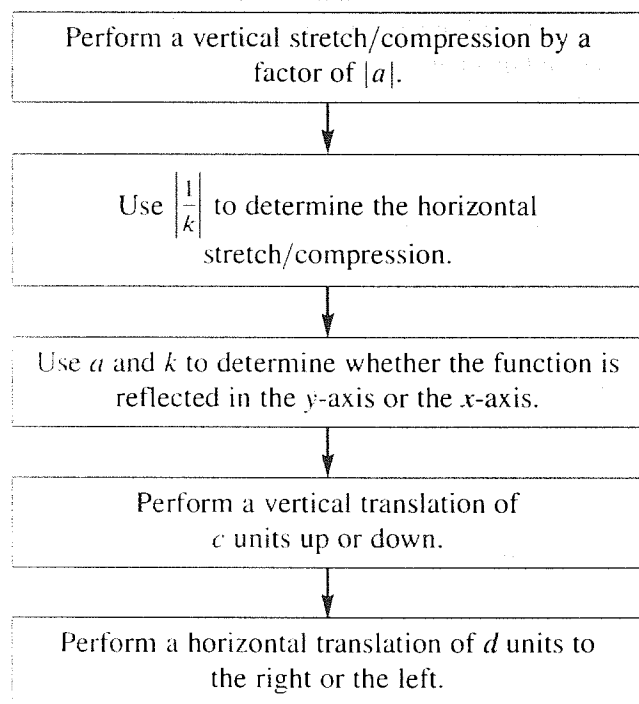 Perform a vertical stretch/compression by a
factor of |a|.
Use |1/k| to determine the horizontal
stretch/compression.
Use a and k to determine whether the function is
reflected in the y-axis or the x-axis.
Perform a vertical translation of
c units up or down.
Perform a horizontal translation of d units to
the right or the left.